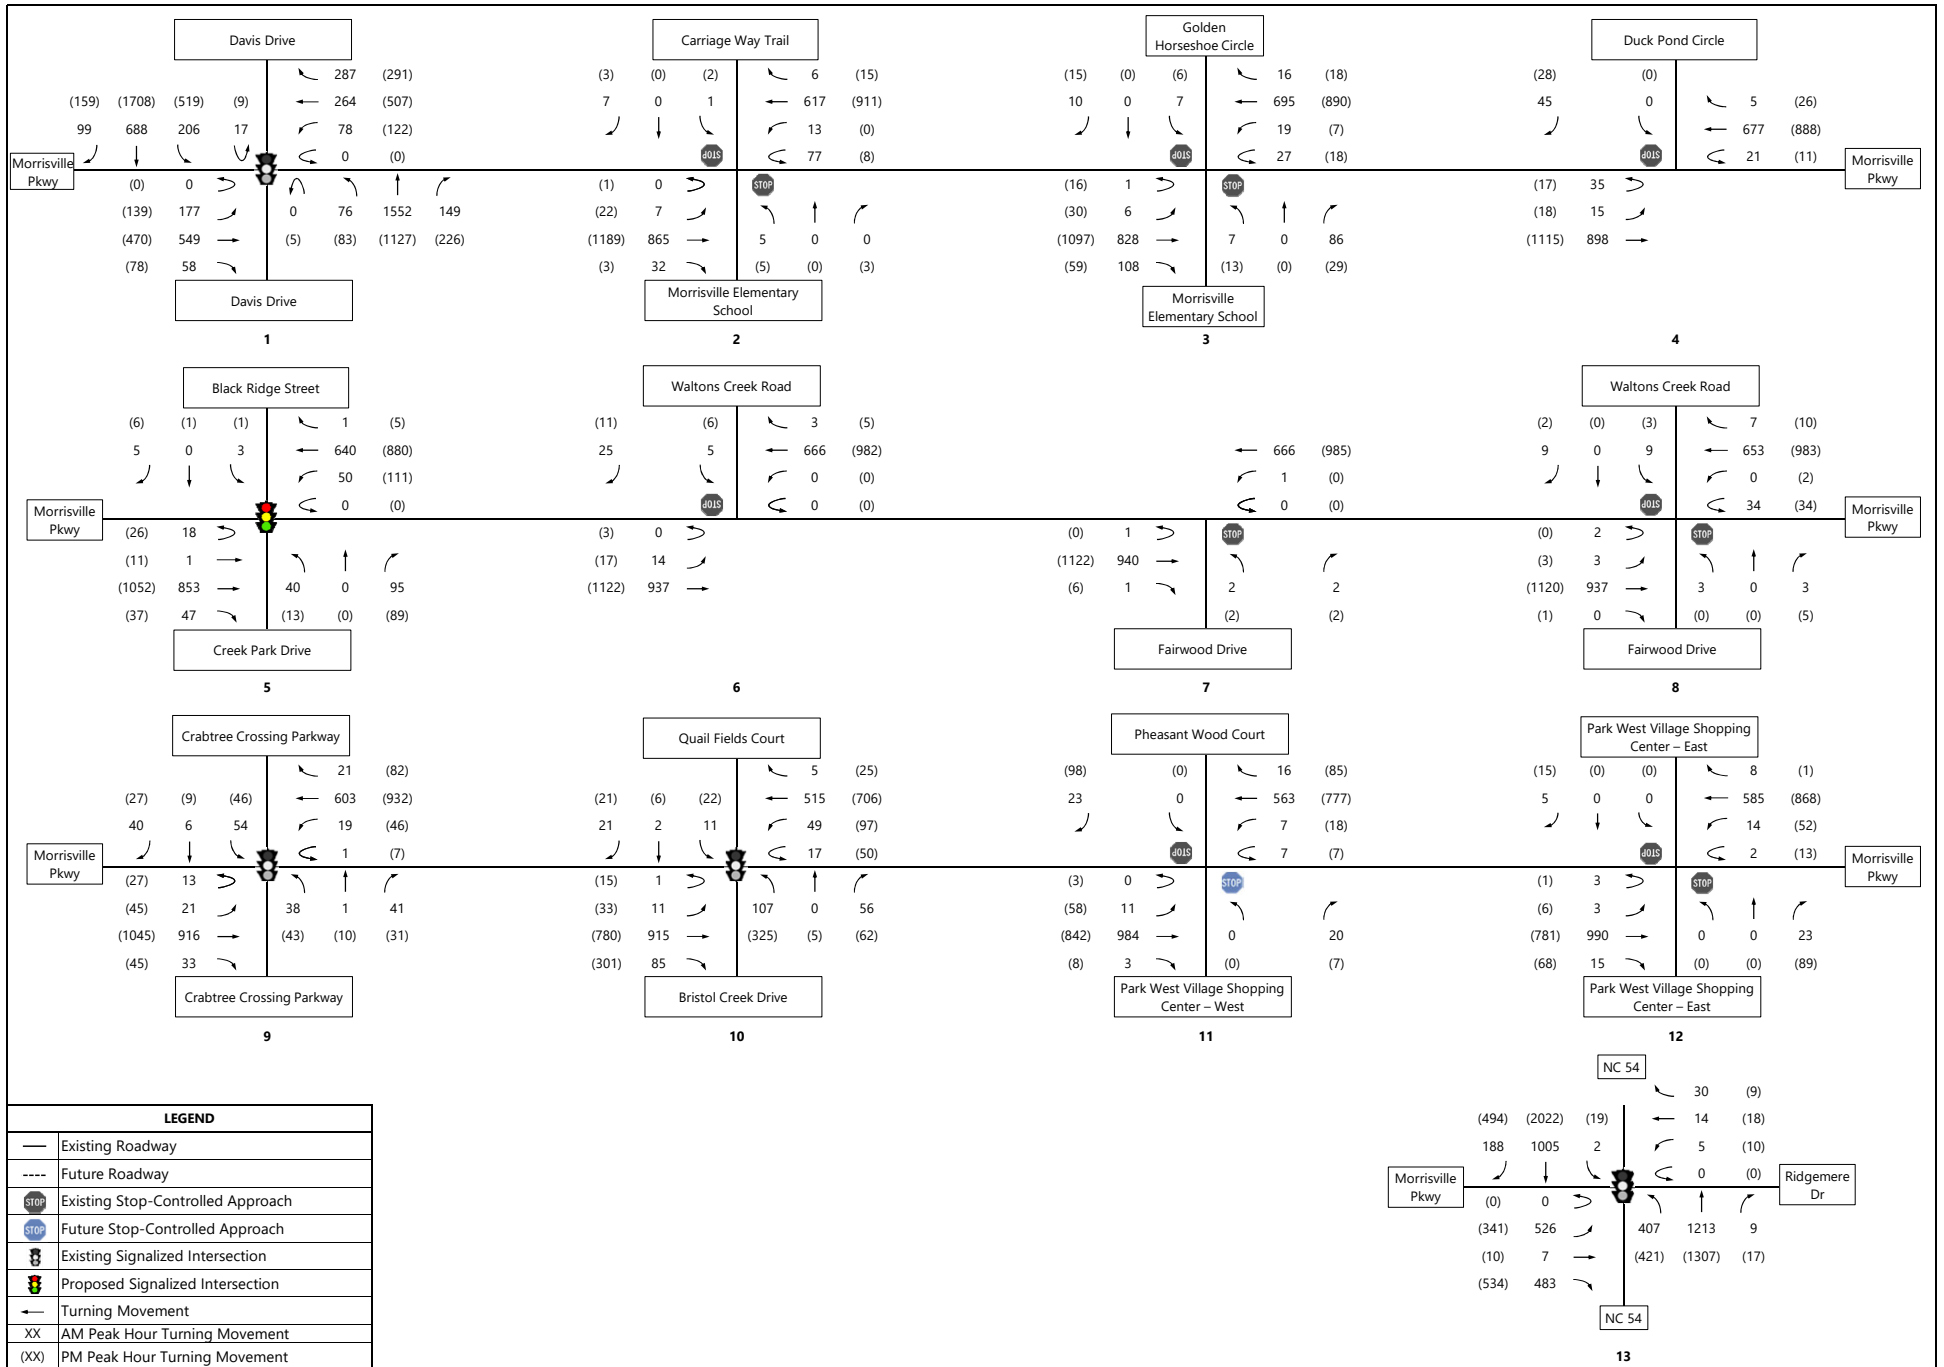 Davis Drive
287 (291)
(159) (1708) (519) (9) 264 (507)
99 688 206 17 78 (122)
0 (0)
Morrisville
Pkwy
(0) 0
(139) 177 0 76 1552 149
(470) 549 (5) (83) (1127) (226)
(78) 58
Davis Drive
1
Carriage Way Trail
(3) (0) (2) 6 (15)
7 0 1 617 (911)
13 (0)
STOP 77 (8)
(1) 0 STOP
(22) 7
(1189) 865 5 0 0
(3) 32 (5) (0) (3)
Morrisville Elementary
School
2
Golden
Horseshoe Circle
(15) (0) (6) 16 (18)
10 0 7 695 (890)
19 (7)
STOP 27 (18)
(16) 1 STOP
(30) 6
(1097) 828 7 0 86
(59) 108 (13) (0) (29)
Morrisville
Elementary School
3
Duck Pond Circle
(28) (0)
45 0 5 (26)
677 (888)
STOP 21 (11)
Morrisville
Pkwy
(17) 35
(18) 15
(1115) 898
4
Black Ridge Street
(6) (1) (1) 1 (5)
5 0 3 640 (880)
50 (111)
0 (0)
Morrisville
Pkwy
(26) 18
(11) 1
(1052) 853 40 0 95
(37) 47 (13) (0) (89)
Creek Park Drive
5
Waltons Creek Road
(11) (6) 3 (5)
25 5 666 (982)
0 (0)
STOP 0 (0)
(3) 0
(17) 14
(1122) 937
6
666 (985)
1 (0)
0 (0)
(0) 1 STOP
(1122) 940
(6) 1 2 2
(2) (2)
Fairwood Drive
7
Waltons Creek Road
(2) (0) (3) 7 (10)
9 0 9 653 (983)
0 (2)
STOP 34 (34)
Morrisville
Pkwy
(0) 2 STOP
(3) 3
(1120) 937 3 0 3
(1) 0 (0) (0) (5)
Fairwood Drive
8
Crabtree Crossing Parkway
21 (82)
(27) (9) (46) 603 (932)
40 6 54 19 (46)
1 (7)
Morrisville
Pkwy
(27) 13
(45) 21 38 1 41
(1045) 916 (43) (10) (31)
(45) 33
Crabtree Crossing Parkway
9
Quail Fields Court
5 (25)
(21) (6) (22) 515 (706)
21 2 11 49 (97)
17 (50)
(15) 1
(33) 11 107 0 56
(780) 915 (325) (5) (62)
(301) 85
Bristol Creek Drive
10
Pheasant Wood Court
(98) (0) 16 (85)
23 0 563 (777)
7 (18)
STOP 7 (7)
(3) 0 STOP
(58) 11
(842) 984 0 20
(8) 3 (0) (7)
Park West Village Shopping
Center – West
11
Park West Village Shopping
Center – East
(15) (0) (0) 8 (1)
5 0 0 585 (868)
14 (52)
STOP 2 (13)
Morrisville
Pkwy
(1) 3 STOP
(6) 3
(781) 990 0 0 23
(68) 15 (0) (0) (89)
Park West Village Shopping
Center – East
12
NC 54
30 (9)
(494) (2022) (19) 14 (18)
188 1005 2 5 (10)
0 (0)
Morrisville
Pkwy
Ridgemere
Dr
(0) 0
(341) 526 407 1213 9
(10) 7 (421) (1307) (17)
(534) 483
NC 54
13
LEGEND
Existing Roadway
Future Roadway
STOP Existing Stop-Controlled Approach
STOP Future Stop-Controlled Approach
Existing Signalized Intersection
Proposed Signalized Intersection
Turning Movement
XX AM Peak Hour Turning Movement
(XX) PM Peak Hour Turning Movement